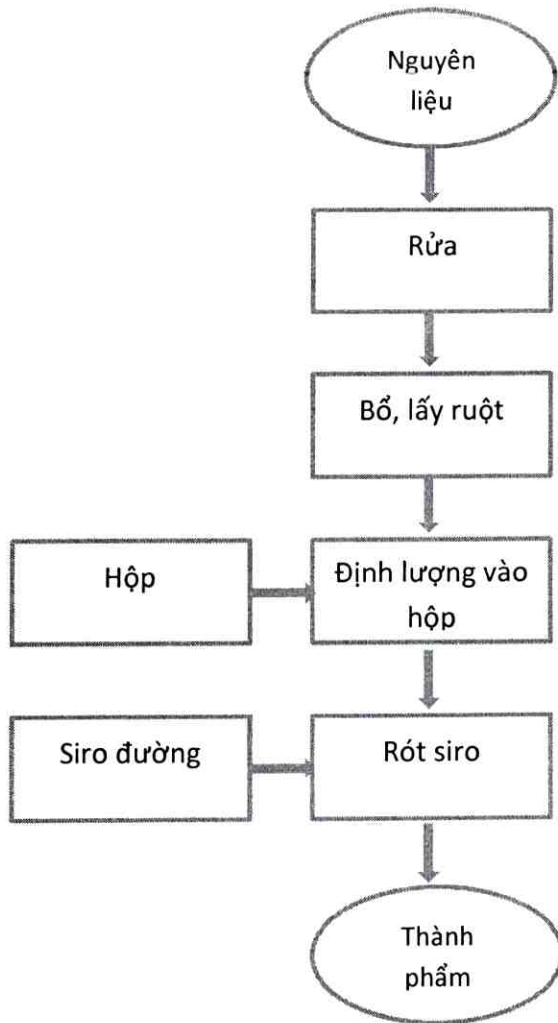 Nguyên
liệu
Rửa
Bổ, lấy ruột
Hộp
Định lượng vào
hộp
Siro đường
Rót siro
Thành
phẩm